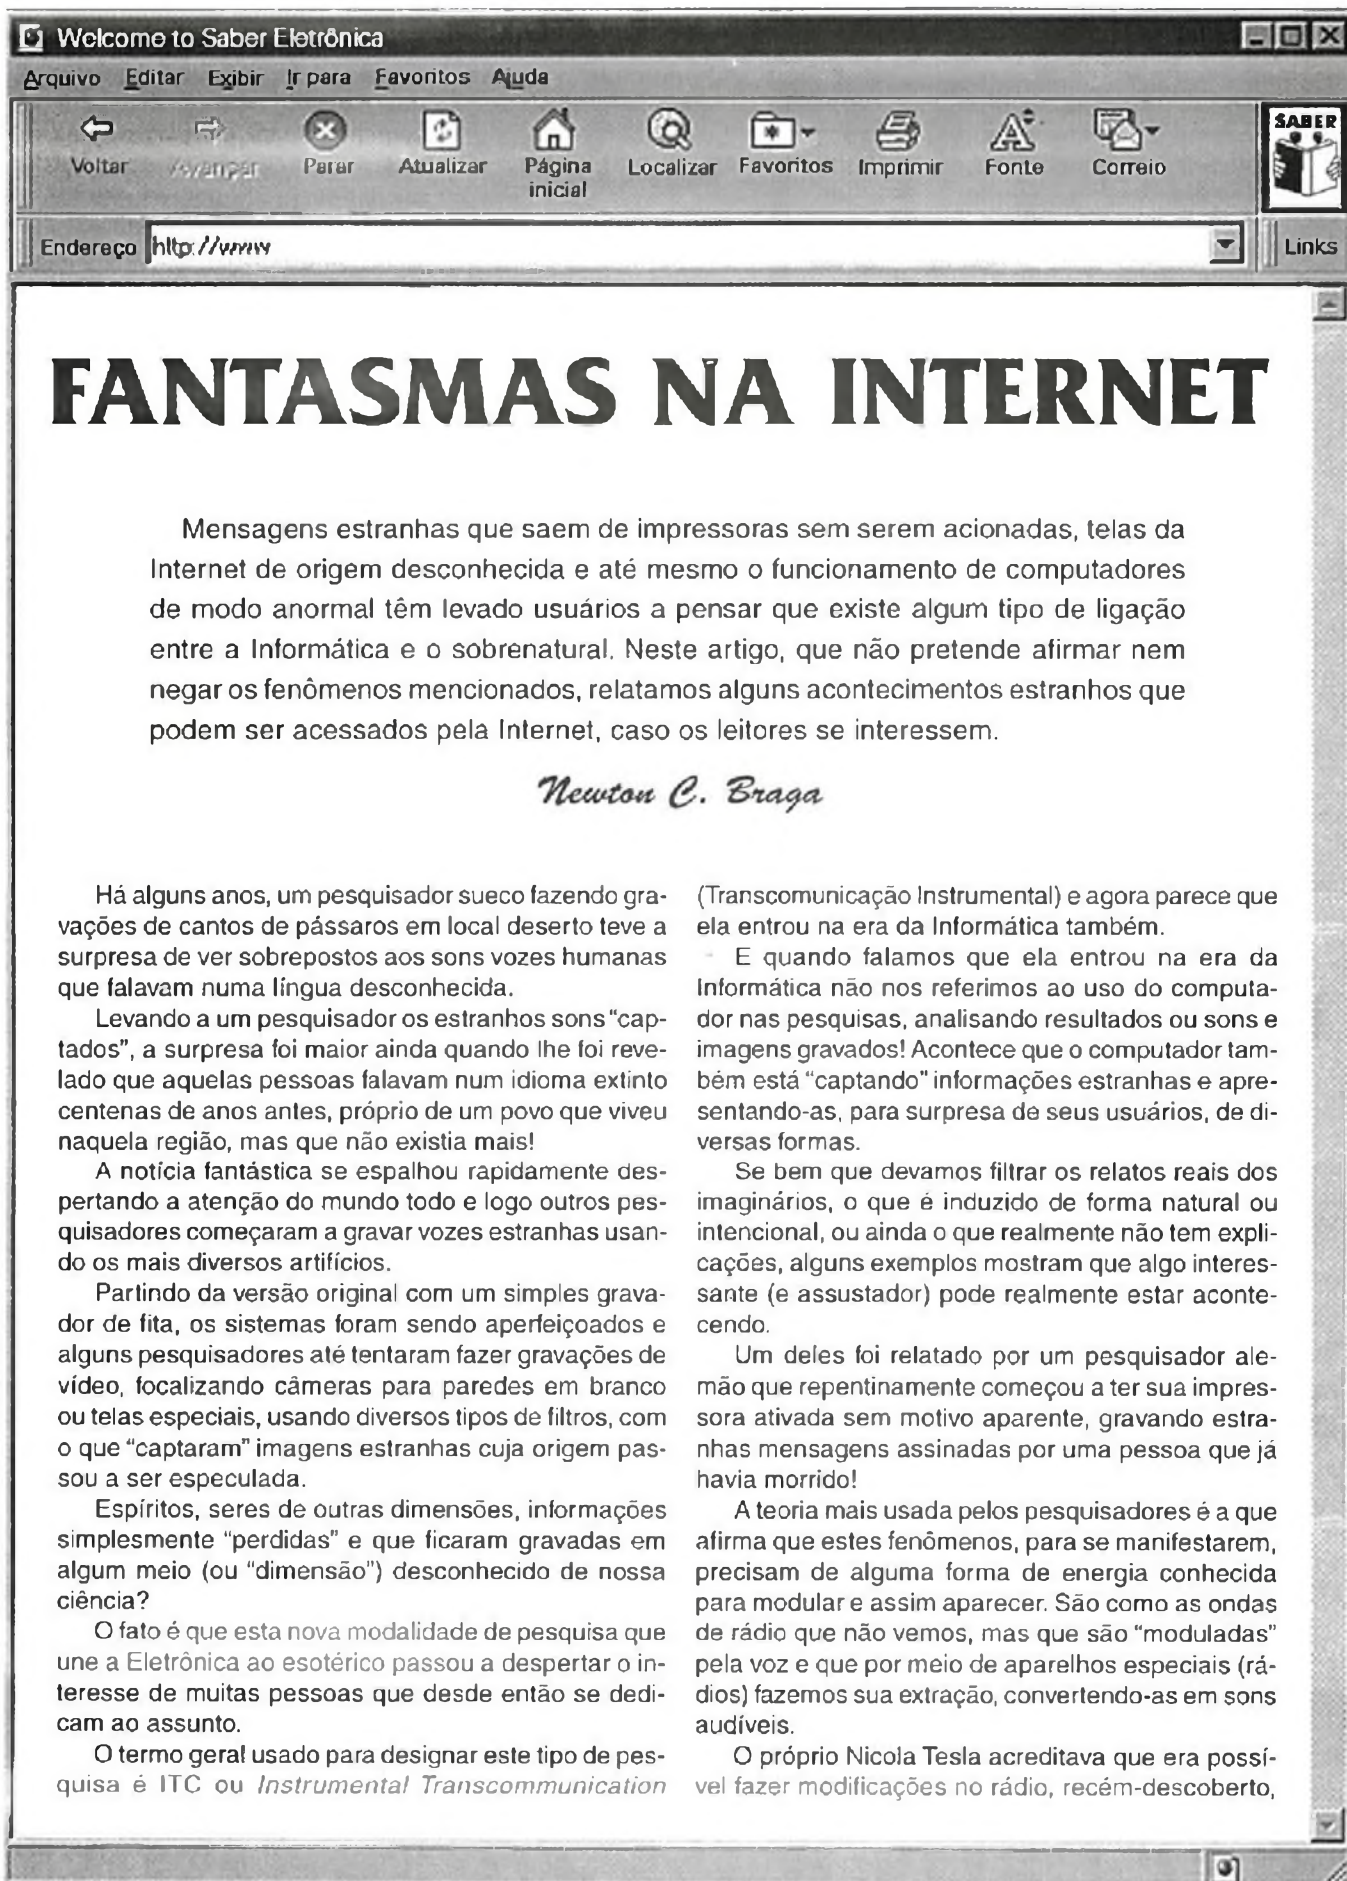 Welcome to Saber Eletrônica
Arquivo Editar Exibir Ir para Favoritos Ajuda
Voltar Avançar Parar Atualizar Página inicial Localizar Favoritos Imprimir Fonte Correio
SABER
Endereço http://www Links
FANTASMAS NA INTERNET
Mensagens estranhas que saem de impressoras sem serem acionadas, telas da
Internet de origem desconhecida e até mesmo o funcionamento de computadores
de modo anormal têm levado usuários a pensar que existe algum tipo de ligação
entre a Informática e o sobrenatural. Neste artigo, que não pretende afirmar nem
negar os fenômenos mencionados, relatamos alguns acontecimentos estranhos que
podem ser acessados pela Internet, caso os leitores se interessem.
Newton C. Braga
Há alguns anos, um pesquisador sueco fazendo gra-
vações de cantos de pássaros em local deserto teve a
surpresa de ver sobrepostos aos sons vozes humanas
que falavam numa língua desconhecida.
Levando a um pesquisador os estranhos sons "cap-
tados", a surpresa foi maior ainda quando lhe foi reve-
lado que aquelas pessoas falavam num idioma extinto
centenas de anos antes, próprio de um povo que viveu
naquela região, mas que não existia mais!
A notícia fantástica se espalhou rapidamente des-
pertando a atenção do mundo todo e logo outros pes-
quisadores começaram a gravar vozes estranhas usan-
do os mais diversos artifícios.
Partindo da versão original com um simples grava-
dor de fita, os sistemas foram sendo aperfeiçoados e
alguns pesquisadores até tentaram fazer gravações de
vídeo, focalizando câmeras para paredes em branco
ou telas especiais, usando diversos tipos de filtros, com
o que "captaram" imagens estranhas cuja origem pas-
sou a ser especulada.
Espíritos, seres de outras dimensões, informações
simplesmente "perdidas" e que ficaram gravadas em
algum meio (ou "dimensão") desconhecido de nossa
ciência?
O fato é que esta nova modalidade de pesquisa que
une a Eletrônica ao esotérico passou a despertar o in-
teresse de muitas pessoas que desde então se dedi-
cam ao assunto.
O termo geral usado para designar este tipo de pes-
quisa é ITC ou Instrumental Transcommunication
(Transcomunicação Instrumental) e agora parece que
ela entrou na era da Informática também.
E quando falamos que ela entrou na era da
Informática não nos referimos ao uso do computa-
dor nas pesquisas, analisando resultados ou sons e
imagens gravados! Acontece que o computador tam-
bém está "captando" informações estranhas e apre-
sentando-as, para surpresa de seus usuários, de di-
versas formas.
Se bem que devamos filtrar os relatos reais dos
imaginários, o que é induzido de forma natural ou
intencional, ou ainda o que realmente não tem expli-
cações, alguns exemplos mostram que algo interes-
sante (e assustador) pode realmente estar aconte-
cendo.
Um deles foi relatado por um pesquisador ale-
mão que repentinamente começou a ter sua impres-
sora ativada sem motivo aparente, gravando estra-
nhas mensagens assinadas por uma pessoa que já
havia morrido!
A teoria mais usada pelos pesquisadores é a que
afirma que estes fenômenos, para se manifestarem,
precisam de alguma forma de energia conhecida
para modular e assim aparecer. São como as ondas
de rádio que não vemos, mas que são "moduladas"
pela voz e que por meio de aparelhos especiais (rá-
dios) fazemos sua extração, convertendo-as em sons
audíveis.
O próprio Nicola Tesla acreditava que era possí-
vel fazer modificações no rádio, recém-descoberto,